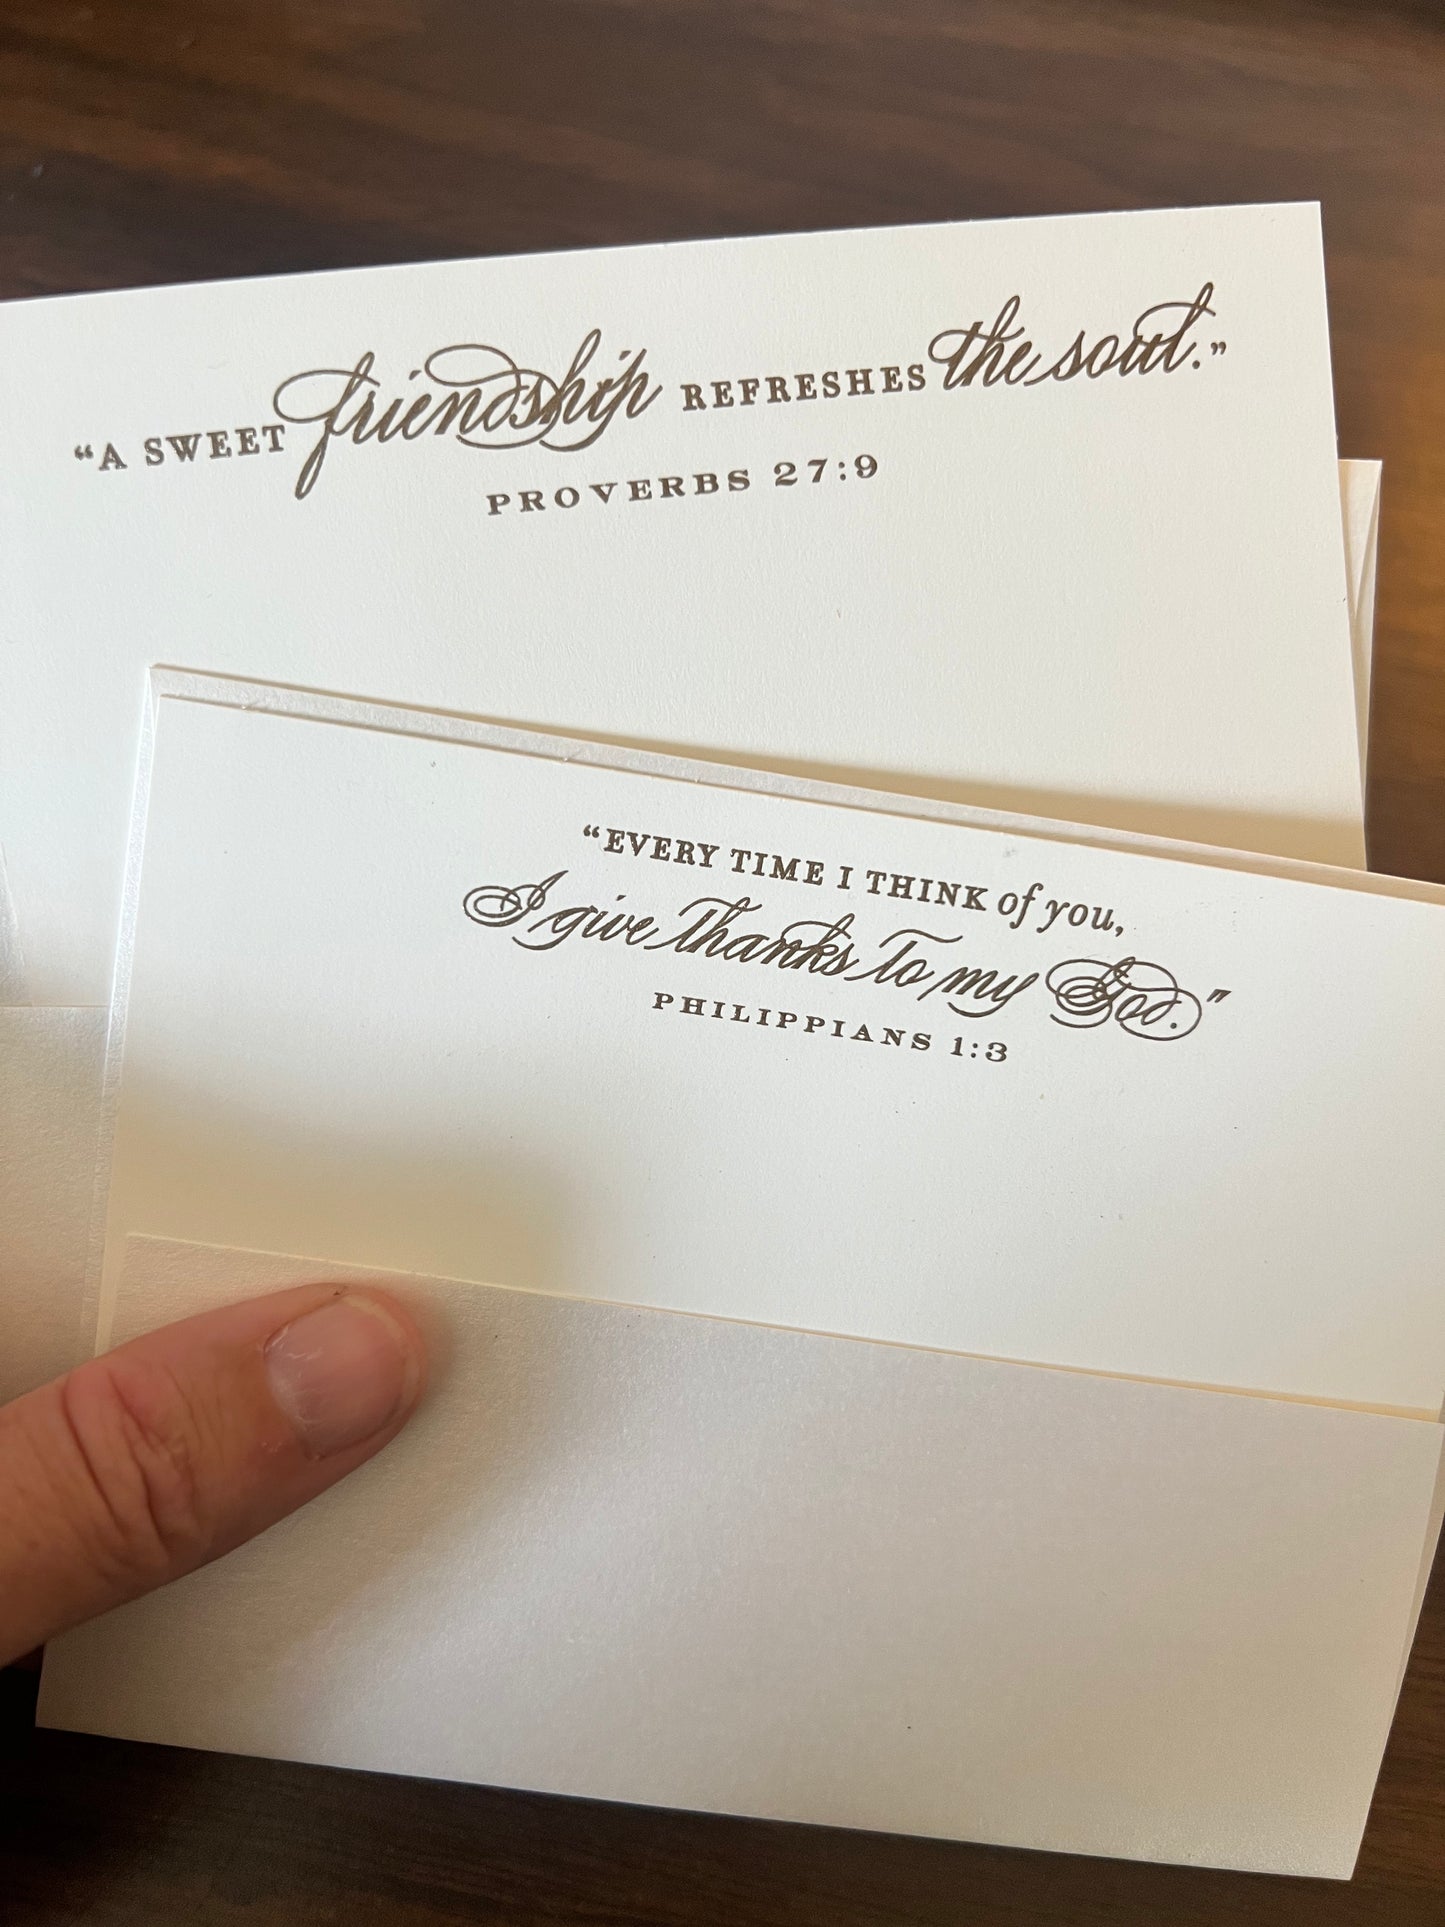 “A SWEET friendship REFRESHES the soul.”
PROVERBS 27:9
“EVERY TIME I THINK of you,
I give thanks to my God.”
PHILIPPIANS 1:3